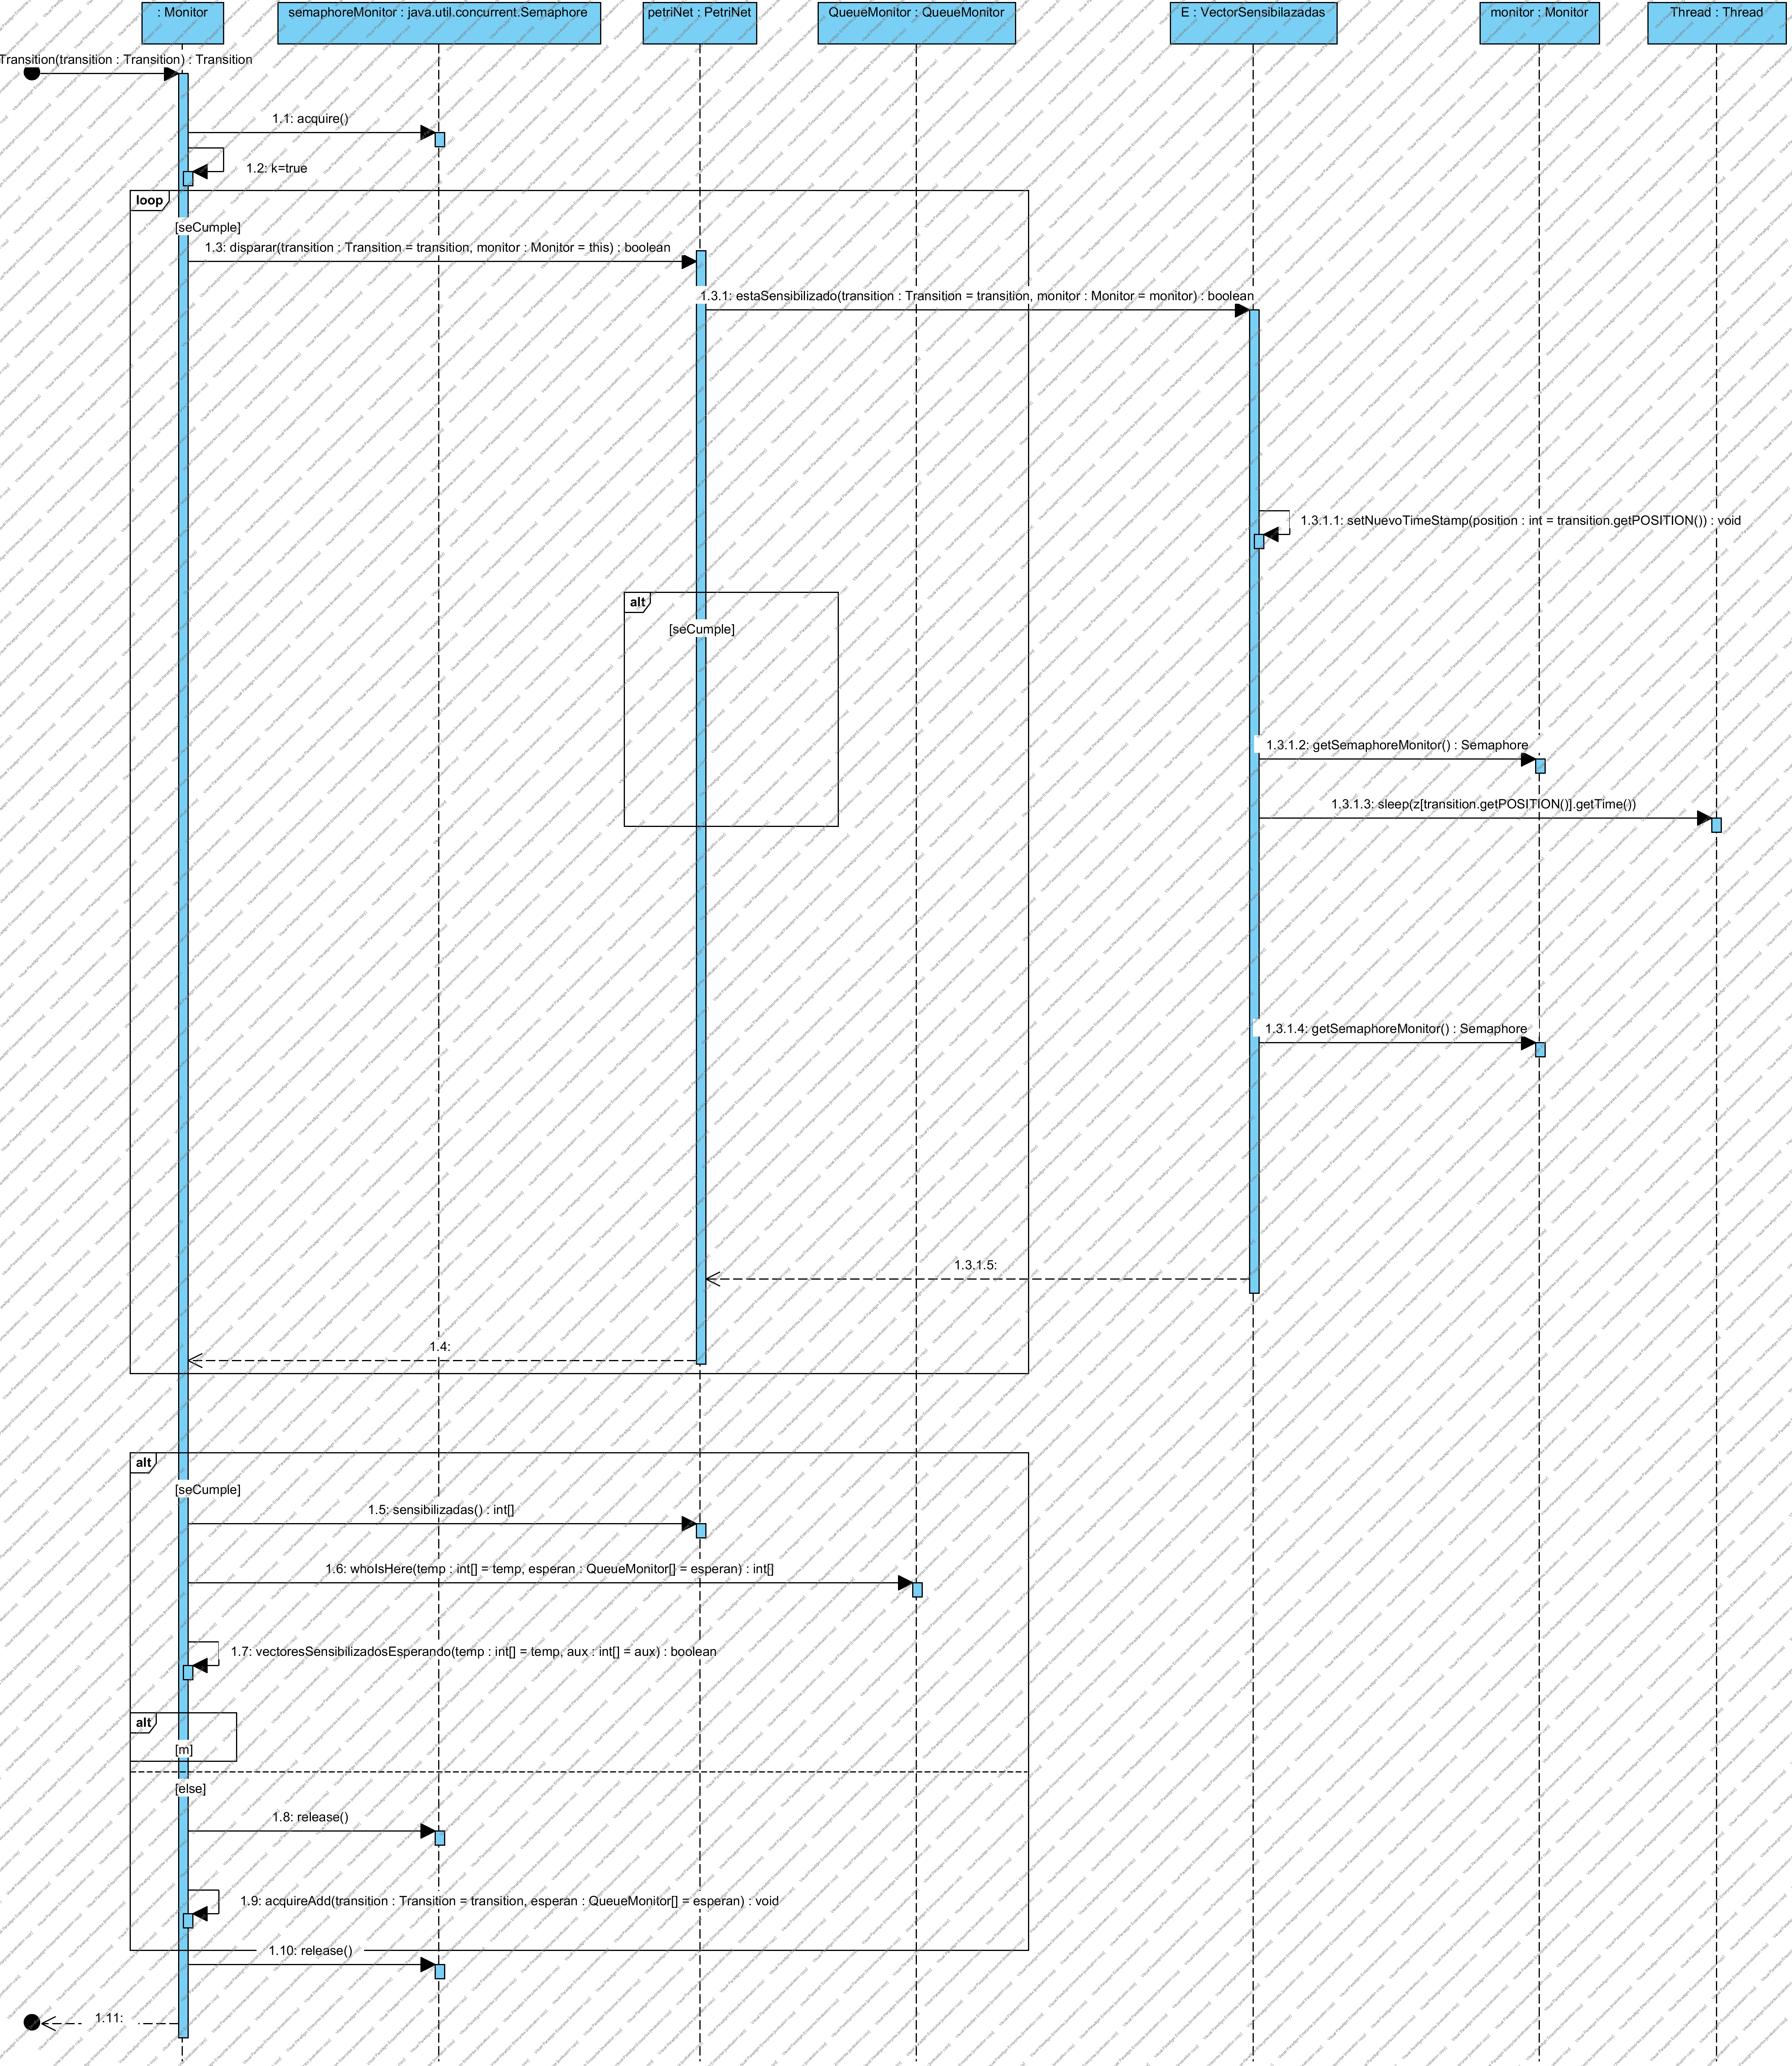 : Monitor
semaphoreMonitor : java.util.concurrent.Semaphore
petriNet : PetriNet
QueueMonitor : QueueMonitor
E : VectorSensibilazadas
monitor : Monitor
Thread : Thread
Transition(transition : Transition) : Transition
1.1: acquire()
1.2: k=true
loop
[seCumple]
1.3: disparar(transition : Transition = transition, monitor : Monitor = this) : boolean
1.3.1: estaSensibilizado(transition : Transition = transition, monitor : Monitor = monitor) : boolean
1.3.1.1: setNuevoTimeStamp(position : int = transition.getPOSITION()) : void
alt
[seCumple]
1.3.1.2: getSemaphoreMonitor() : Semaphore
1.3.1.3: sleep(z[transition.getPOSITION()].getTime())
1.3.1.4: getSemaphoreMonitor() : Semaphore
1.3.1.5:
1.4:
alt
[seCumple]
1.5: sensibilizadas() : int[]
1.6: whoIsHere(temp : int[] = temp, esperan : QueueMonitor[] = esperan) : int[]
1.7: vectoresSensibilizadosEsperando(temp : int[] = temp, aux : int[] = aux) : boolean
alt
[m]
[else]
1.8: release()
1.9: acquireAdd(transition : Transition = transition, esperan : QueueMonitor[] = esperan) : void
1.10: release()
1.11: